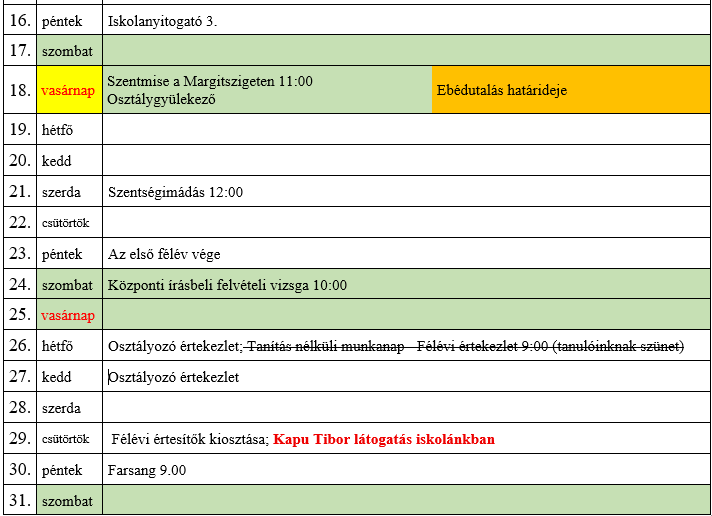 16. péntek Iskolanyitogató 3.
17. szombat
18. vasárnap Szentmise a Margitszigeten 11:00
Osztálygyülekező Ebédutalás határideje
19. hétfő
20. kedd
21. szerda Szentségimádás 12:00
22. csütörtök
23. péntek Az első félév vége
24. szombat Központi írásbeli felvételi vizsga 10:00
25. vasárnap
26. hétfő Osztályozó értekezlet; Tanítás nélküli munkanap - Félévi értekezlet 9:00 (tanulóinknak szünet)
27. kedd Osztályozó értekezlet
28. szerda
29. csütörtök Félévi értesítők kiosztása; Kapu Tibor látogatás iskolánkban
30. péntek Farsang 9.00
31. szombat